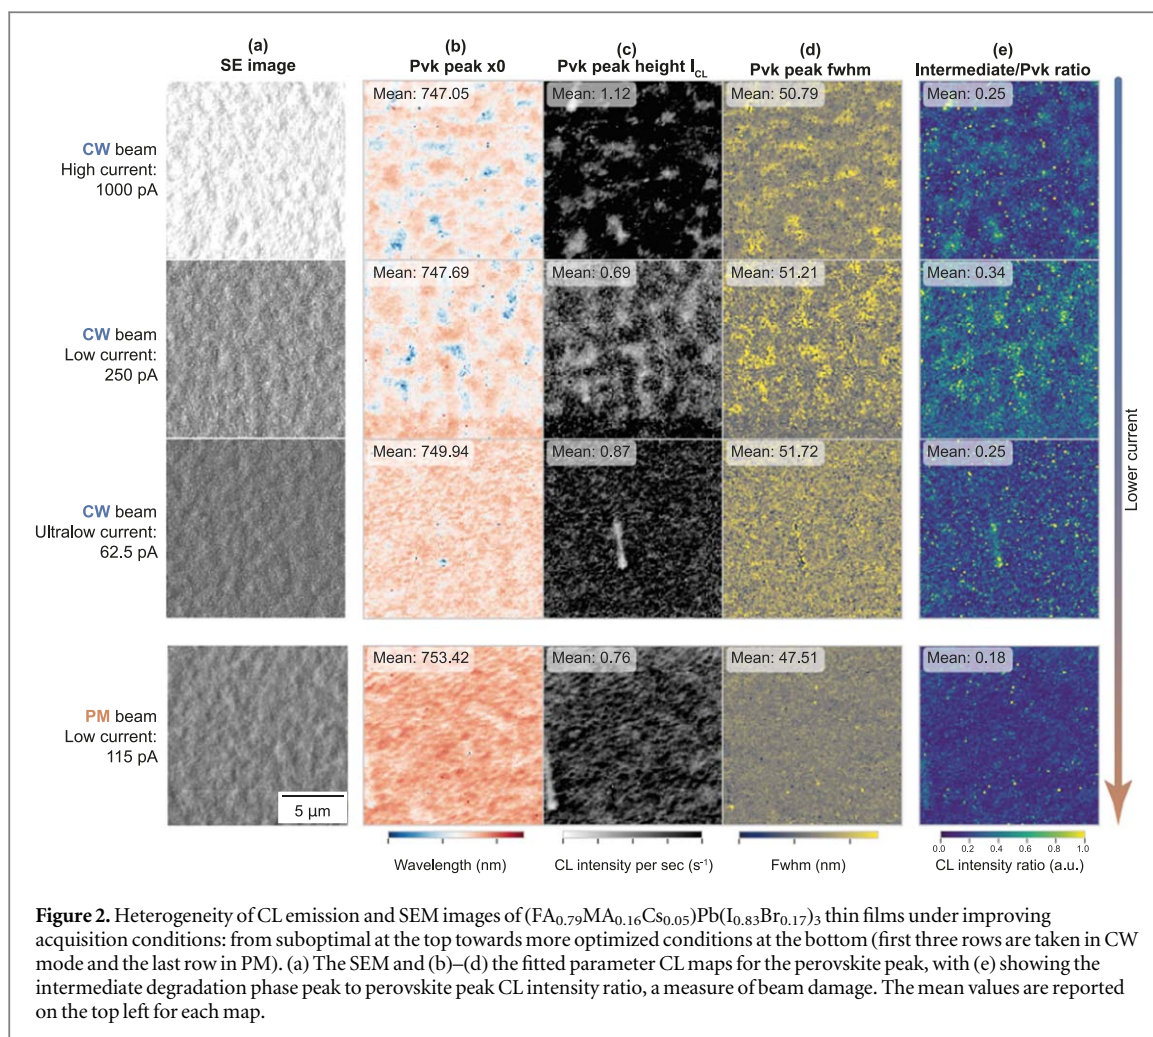 (a)
SE image
(b)
Pvk peak x0
(c)
Pvk peak height I_CL
(d)
Pvk peak fwhm
(e)
Intermediate/Pvk ratio
CW beam
High current:
1000 pA
Mean: 747.05
Mean: 1.12
Mean: 50.79
Mean: 0.25
CW beam
Low current:
250 pA
Mean: 747.69
Mean: 0.69
Mean: 51.21
Mean: 0.34
CW beam
Ultralow current:
62.5 pA
Mean: 749.94
Mean: 0.87
Mean: 51.72
Mean: 0.25
Lower current
PM beam
Low current:
115 pA
Mean: 753.42
Mean: 0.76
Mean: 47.51
Mean: 0.18
5 µm
Wavelength (nm)
CL intensity per sec (s⁻¹)
Fwhm (nm)
0.0 0.2 0.4 0.6 0.8 1.0
CL intensity ratio (a.u.)
Figure 2. Heterogeneity of CL emission and SEM images of (FA₀.₇₉MA₀.₁₆Cs₀.₀₅)Pb(I₀.₈₃Br₀.₁₇)₃ thin films under improving
acquisition conditions: from suboptimal at the top towards more optimized conditions at the bottom (first three rows are taken in CW
mode and the last row in PM). (a) The SEM and (b)–(d) the fitted parameter CL maps for the perovskite peak, with (e) showing the
intermediate degradation phase peak to perovskite peak CL intensity ratio, a measure of beam damage. The mean values are reported
on the top left for each map.